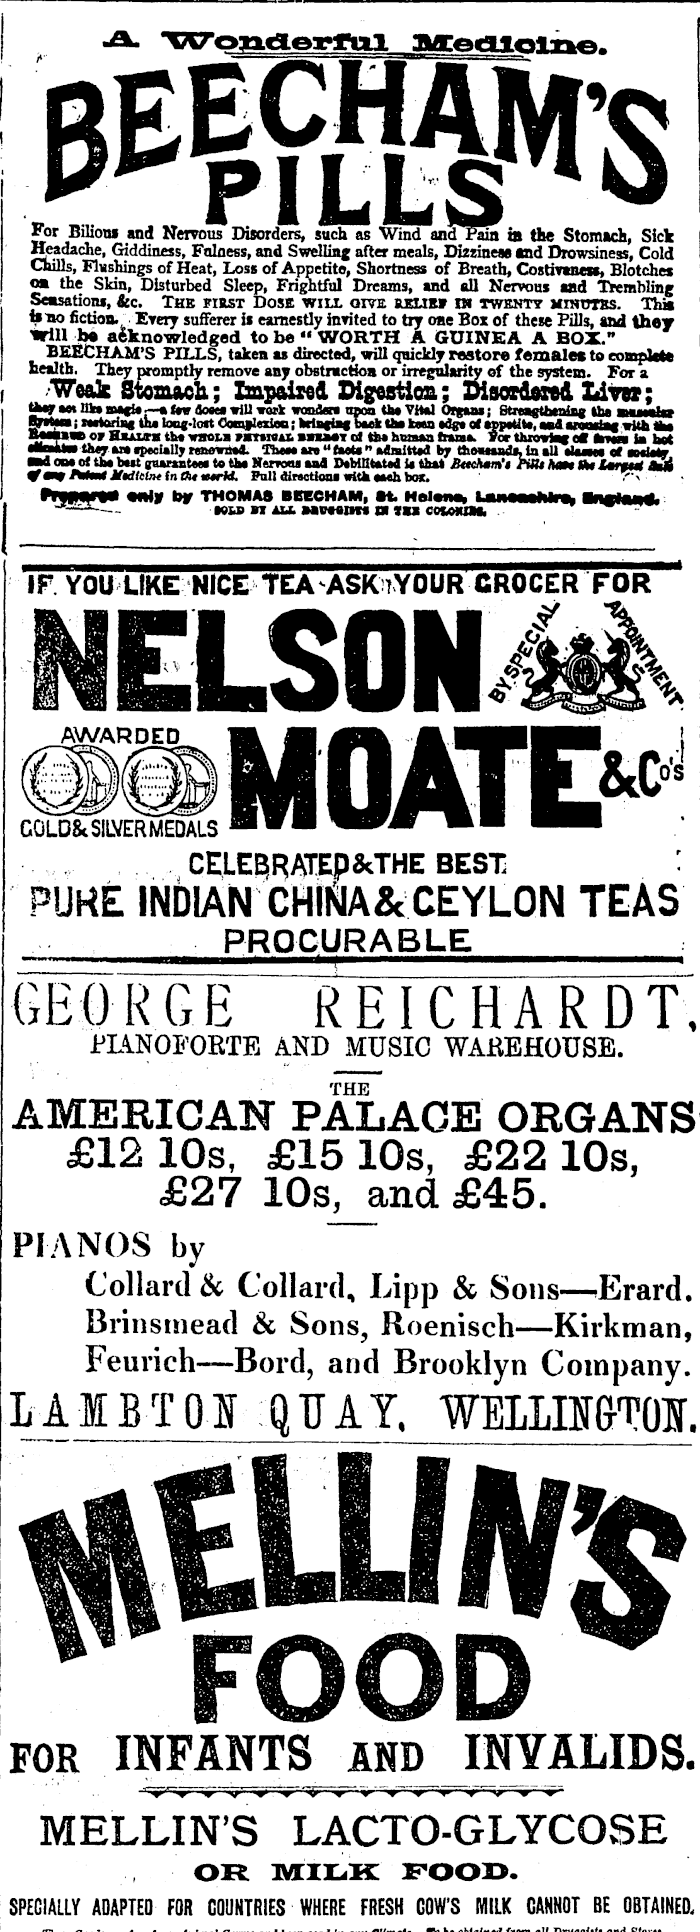 A Wonderful Medicine.
BEECHAM'S
PILLS
For Bilious and Nervous Disorders, such as Wind and Pain in the Stomach, Sick
Headache, Giddiness, Fulness, and Swelling after meals, Dizziness and Drowsiness, Cold
Chills, Flushings of Heat, Loss of Appetite, Shortness of Breath, Costiveness, Blotches
on the Skin, Disturbed Sleep, Frightful Dreams, and all Nervous and Trembling
Sensations, &c. THE FIRST DOSE WILL GIVE RELIEF IN TWENTY MINUTES. This
is no fiction. Every sufferer is earnestly invited to try one Box of these Pills, and they
will be acknowledged to be "WORTH A GUINEA A BOX."
BEECHAM'S PILLS, taken as directed, will quickly restore females to complete
health. They promptly remove any obstruction or irregularity of the system. For a
Weak Stomach; Impaired Digestion; Disordered Liver;
they act like magic:—a few doses will work wonders upon the Vital Organs; Strengthening the muscular
System; restoring the long-lost Complexion; bringing back the keen edge of appetite, and arousing with the
ROSEBUD OF HEALTH the WHOLE PHYSICAL ENERGY of the human frame. For throwing off fevers in hot
climates they are specially renowned. These are "facts" admitted by thousands, in all classes of society,
and one of the best guarantees to the Nervous and Debilitated is that Beecham's Pills have the Largest Sale
of any Patent Medicine in the world. Full directions with each box.
Prepared only by THOMAS BEECHAM, St. Helens, Lancashire, England.
SOLD BY ALL DRUGGISTS IN THE COLONIES.
IF YOU LIKE NICE TEA ASK YOUR GROCER FOR
NELSON
BY SPECIAL APPOINTMENT
AWARDED
MOATE & Co's
GOLD & SILVER MEDALS
CELEBRATED & THE BEST
PURE INDIAN CHINA & CEYLON TEAS
PROCURABLE
GEORGE REICHARDT,
PIANOFORTE AND MUSIC WAREHOUSE.
THE
AMERICAN PALACE ORGANS
£12 10s, £15 10s, £22 10s,
£27 10s, and £45.
PIANOS by
Collard & Collard, Lipp & Sons—Erard.
Brinsmead & Sons, Roenisch—Kirkman,
Feurich—Bord, and Brooklyn Company.
LAMBTON QUAY, WELLINGTON.
MELLIN'S
FOOD
FOR INFANTS AND INVALIDS.
MELLIN'S LACTO-GLYCOSE
OR MILK FOOD.
SPECIALLY ADAPTED FOR COUNTRIES WHERE FRESH COW'S MILK CANNOT BE OBTAINED.